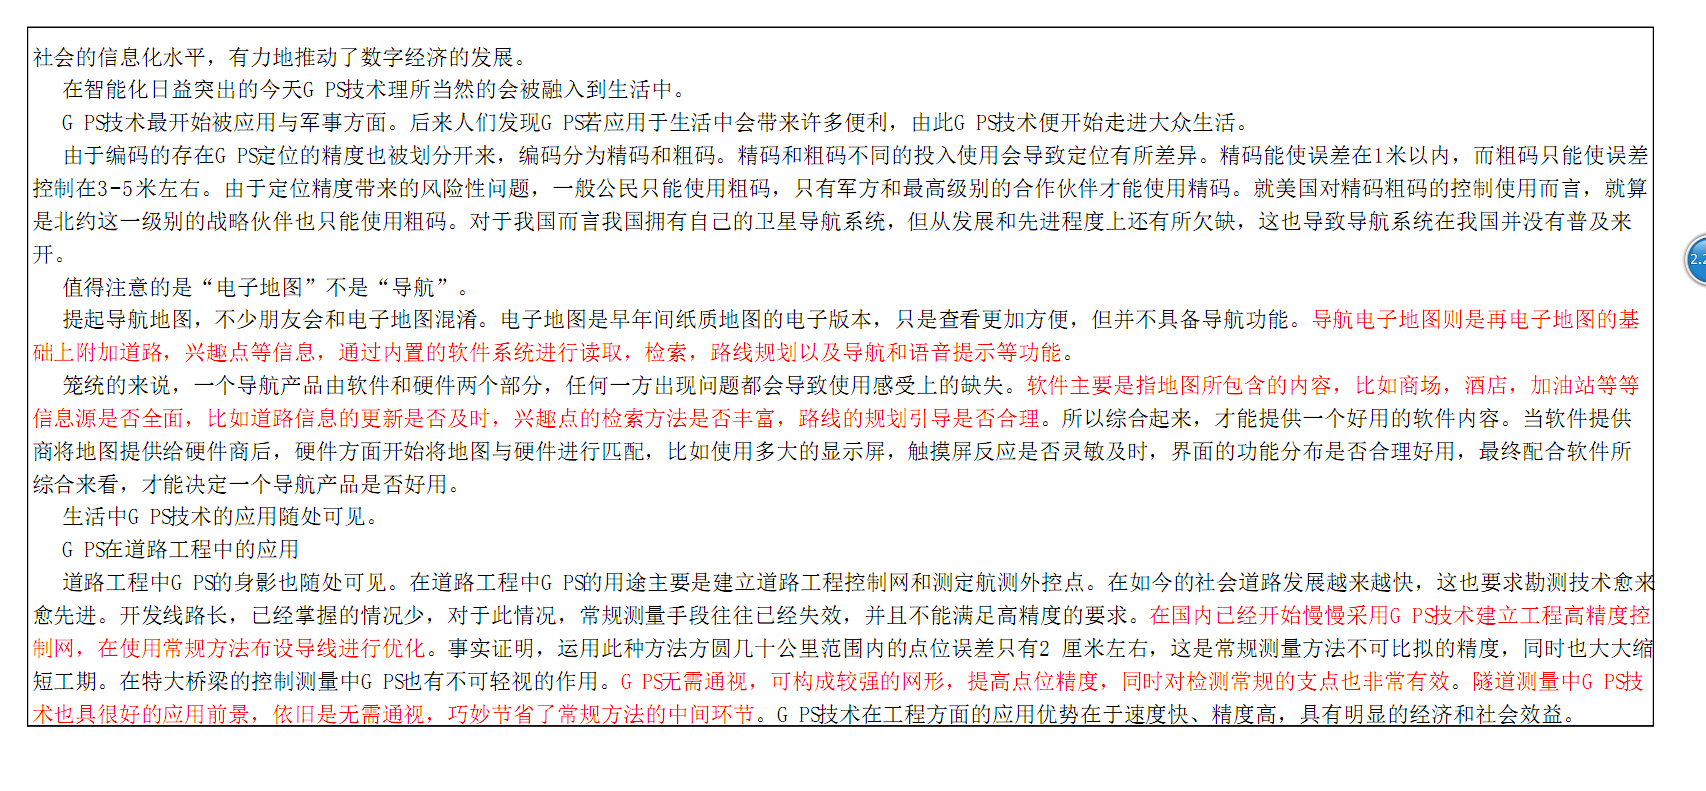 社会的信息化水平，有力地推动了数字经济的发展。
在智能化日益突出的今天G PS技术理所当然的会被融入到生活中。
G PS技术最开始被应用与军事方面。后来人们发现G PS若应用于生活中会带来许多便利，由此G PS技术便开始走进大众生活。
由于编码的存在G PS定位的精度也被划分开来，编码分为精码和粗码。精码和粗码不同的投入使用会导致定位有所差异。精码能使误差在1米以内，而粗码只能使误差
控制在3-5米左右。由于定位精度带来的风险性问题，一般公民只能使用粗码，只有军方和最高级别的合作伙伴才能使用精码。就美国对精码粗码的控制使用而言，就算
是北约这一级别的战略伙伴也只能使用粗码。对于我国而言我国拥有自己的卫星导航系统，但从发展和先进程度上还有所欠缺，这也导致导航系统在我国并没有普及来
开。
值得注意的是“电子地图”不是“导航”。
提起导航地图，不少朋友会和电子地图混淆。电子地图是早年间纸质地图的电子版本，只是查看更加方便，但并不具备导航功能。导航电子地图则是再电子地图的基
础上附加道路，兴趣点等信息，通过内置的软件系统进行读取，检索，路线规划以及导航和语音提示等功能。
笼统的来说，一个导航产品由软件和硬件两个部分，任何一方出现问题都会导致使用感受上的缺失。软件主要是指地图所包含的内容，比如商场，酒店，加油站等等
信息源是否全面，比如道路信息的更新是否及时，兴趣点的检索方法是否丰富，路线的规划引导是否合理。所以综合起来，才能提供一个好用的软件内容。当软件提供
商将地图提供给硬件商后，硬件方面开始将地图与硬件进行匹配，比如使用多大的显示屏，触摸屏反应是否灵敏及时，界面的功能分布是否合理好用，最终配合软件所
综合来看，才能决定一个导航产品是否好用。
生活中G PS技术的应用随处可见。
G PS在道路工程中的应用
道路工程中G PS的身影也随处可见。在道路工程中G PS的用途主要是建立道路工程控制网和测定航测外控点。在如今的社会道路发展越来越快，这也要求勘测技术愈来
愈先进。开发线路长，已经掌握的情况少，对于此情况，常规测量手段往往已经失效，并且不能满足高精度的要求。在国内已经开始慢慢采用G PS技术建立工程高精度控
制网，在使用常规方法布设导线进行优化。事实证明，运用此种方法方圆几十公里范围内的点位误差只有2 厘米左右，这是常规测量方法不可比拟的精度，同时也大大缩
短工期。在特大桥梁的控制测量中G PS也有不可轻视的作用。G PS无需通视，可构成较强的网形，提高点位精度，同时对检测常规的支点也非常有效。隧道测量中G PS技
术也具很好的应用前景，依旧是无需通视，巧妙节省了常规方法的中间环节。G PS技术在工程方面的应用优势在于速度快、精度高，具有明显的经济和社会效益。